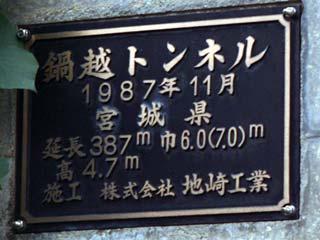 鍋越トンネル
1987年11月
宮城県
延長387m 巾6.0(7.0)m
高4.7m
施工 株式会社 地崎工業